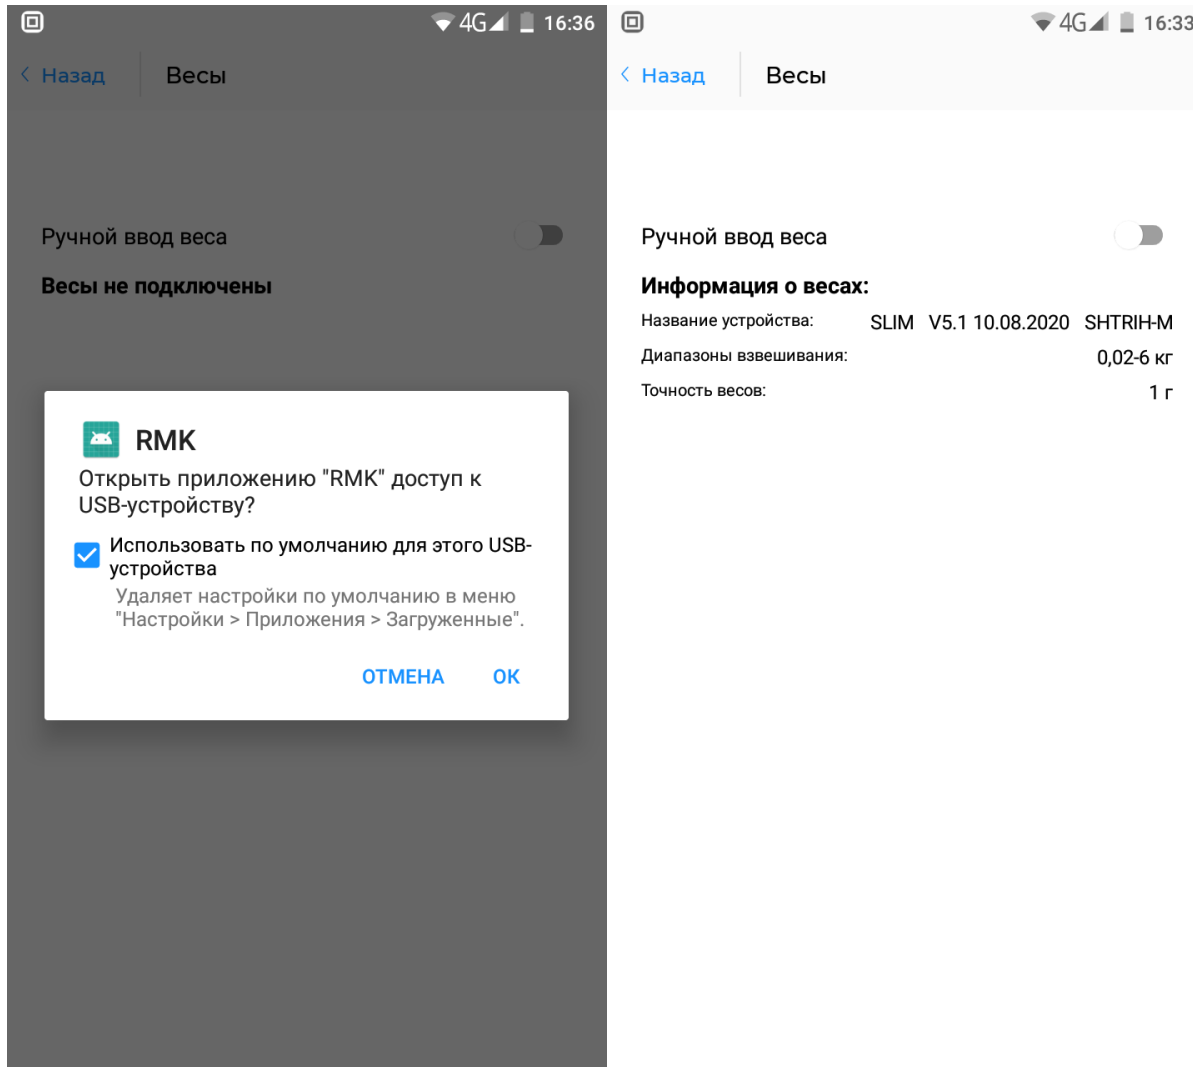 4G 16:36
Назад Весы
Ручной ввод веса
Весы не подключены
RMK
Открыть приложению "RMK" доступ к
USB-устройству?
Использовать по умолчанию для этого USB-
устройства
Удаляет настройки по умолчанию в меню
"Настройки > Приложения > Загруженные".
ОТМЕНА ОК
4G 16:33
Назад Весы
Ручной ввод веса
Информация о весах:
Название устройства: SLIM V5.1 10.08.2020 SHTRIH-M
Диапазоны взвешивания: 0,02-6 кг
Точность весов: 1 г